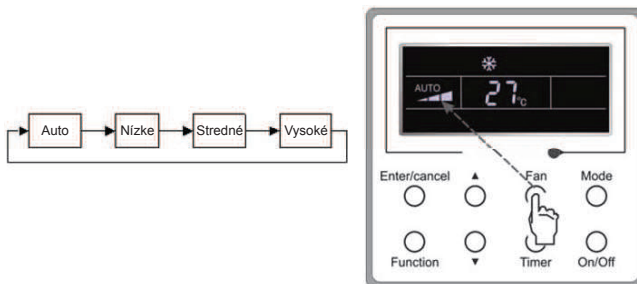 Auto Nízke Stredné Vysoké
AUTO
27°C
Enter/cancel ▲ Fan Mode
Function ▼ Timer On/Off